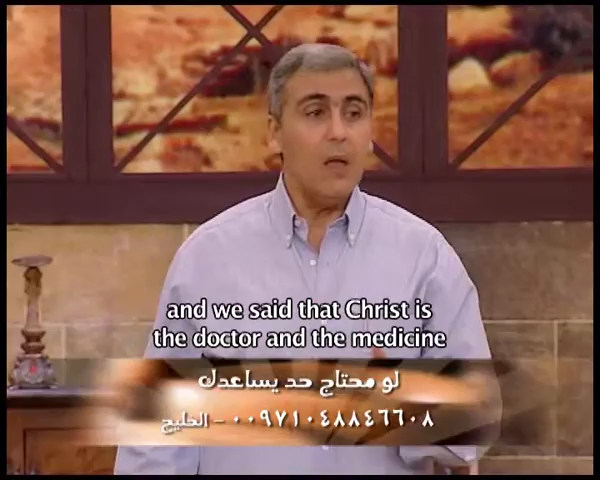 and we said that Christ is
the doctor and the medicine
لو محتاج حد يساعدك
٠٠٩٧١٠٤٨٨٤٦٦٠٨ - الخليج